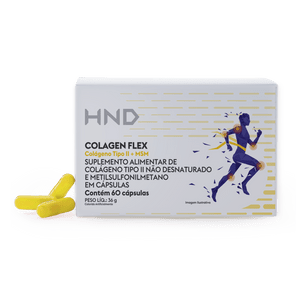 HND
COLAGEN FLEX
Colágeno Tipo II + MSM
SUPLEMENTO ALIMENTAR DE
COLÁGENO TIPO II NÃO DESNATURADO
E METILSULFONILMETANO
EM CÁPSULAS
Contém 60 cápsulas
PESO LÍQ.: 36 g
Imagem Ilustrativa